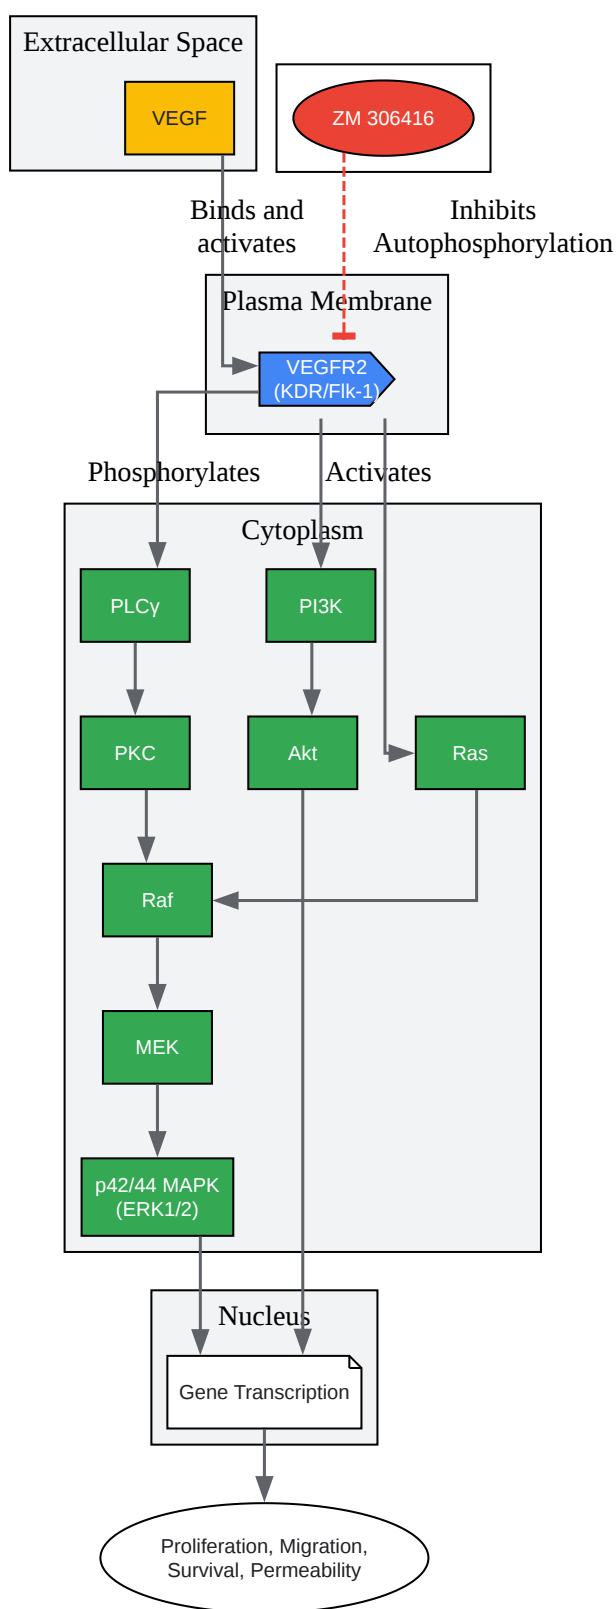 Extracellular Space
VEGF
ZM 306416
Binds and
activates
Inhibits
Autophosphorylation
Plasma Membrane
VEGFR2
(KDR/Flk-1)
Phosphorylates
Activates
Cytoplasm
PLCγ
PI3K
PKC
Akt
Ras
Raf
MEK
p42/44 MAPK
(ERK1/2)
Nucleus
Gene Transcription
Proliferation, Migration,
Survival, Permeability